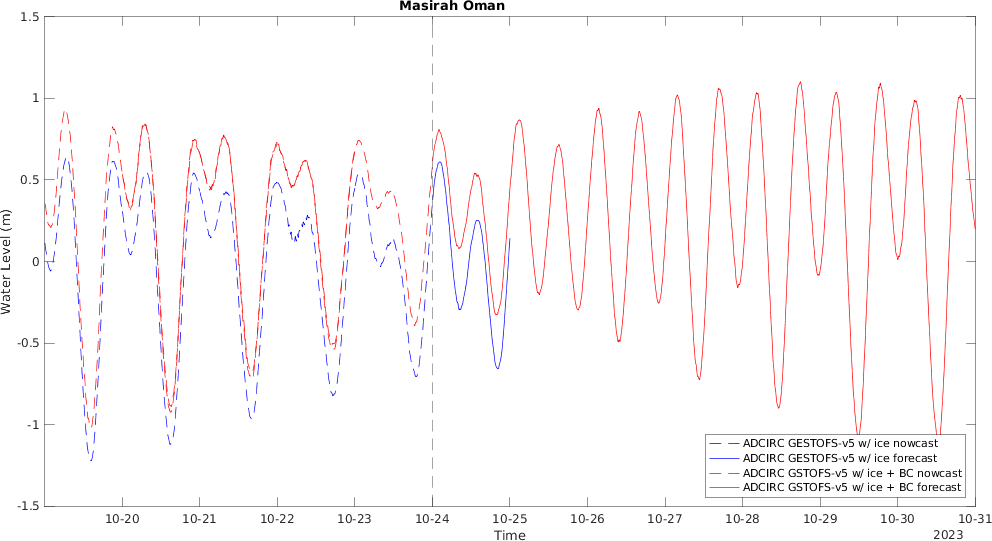 Masirah Oman
1.5
1
0.5
0
-0.5
-1
-1.5
Water Level (m)
10-20 10-21 10-22 10-23 10-24 10-25 10-26 10-27 10-28 10-29 10-30 10-31
Time
2023
ADCIRC GESTOFS-v5 w/ ice nowcast
ADCIRC GESTOFS-v5 w/ ice forecast
ADCIRC GSTOFS-v5 w/ ice + BC nowcast
ADCIRC GSTOFS-v5 w/ ice + BC forecast